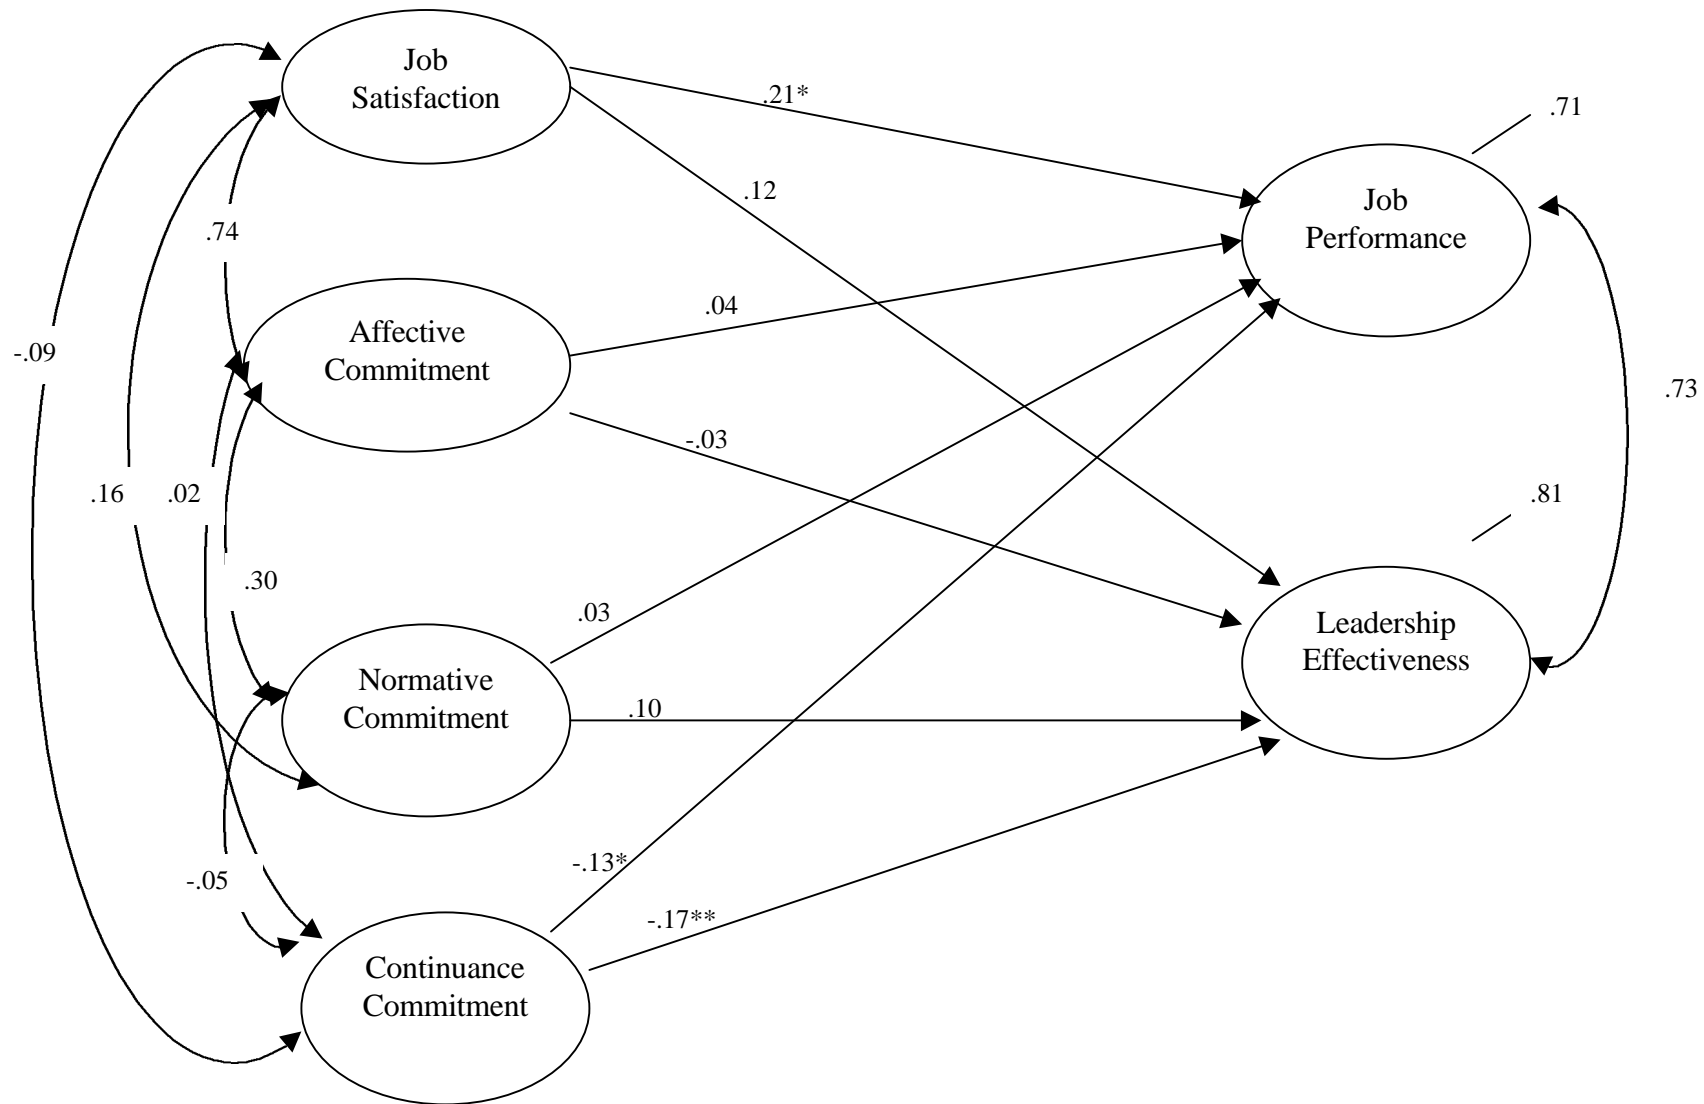 Job
Satisfaction
.21*
.71
.12
Job
Performance
.74
.04
Affective
Commitment
-.09
.73
-.03
.16
.02
.81
.30
.03
Leadership
Effectiveness
Normative
Commitment
.10
-.13*
-.05
-.17**
Continuance
Commitment